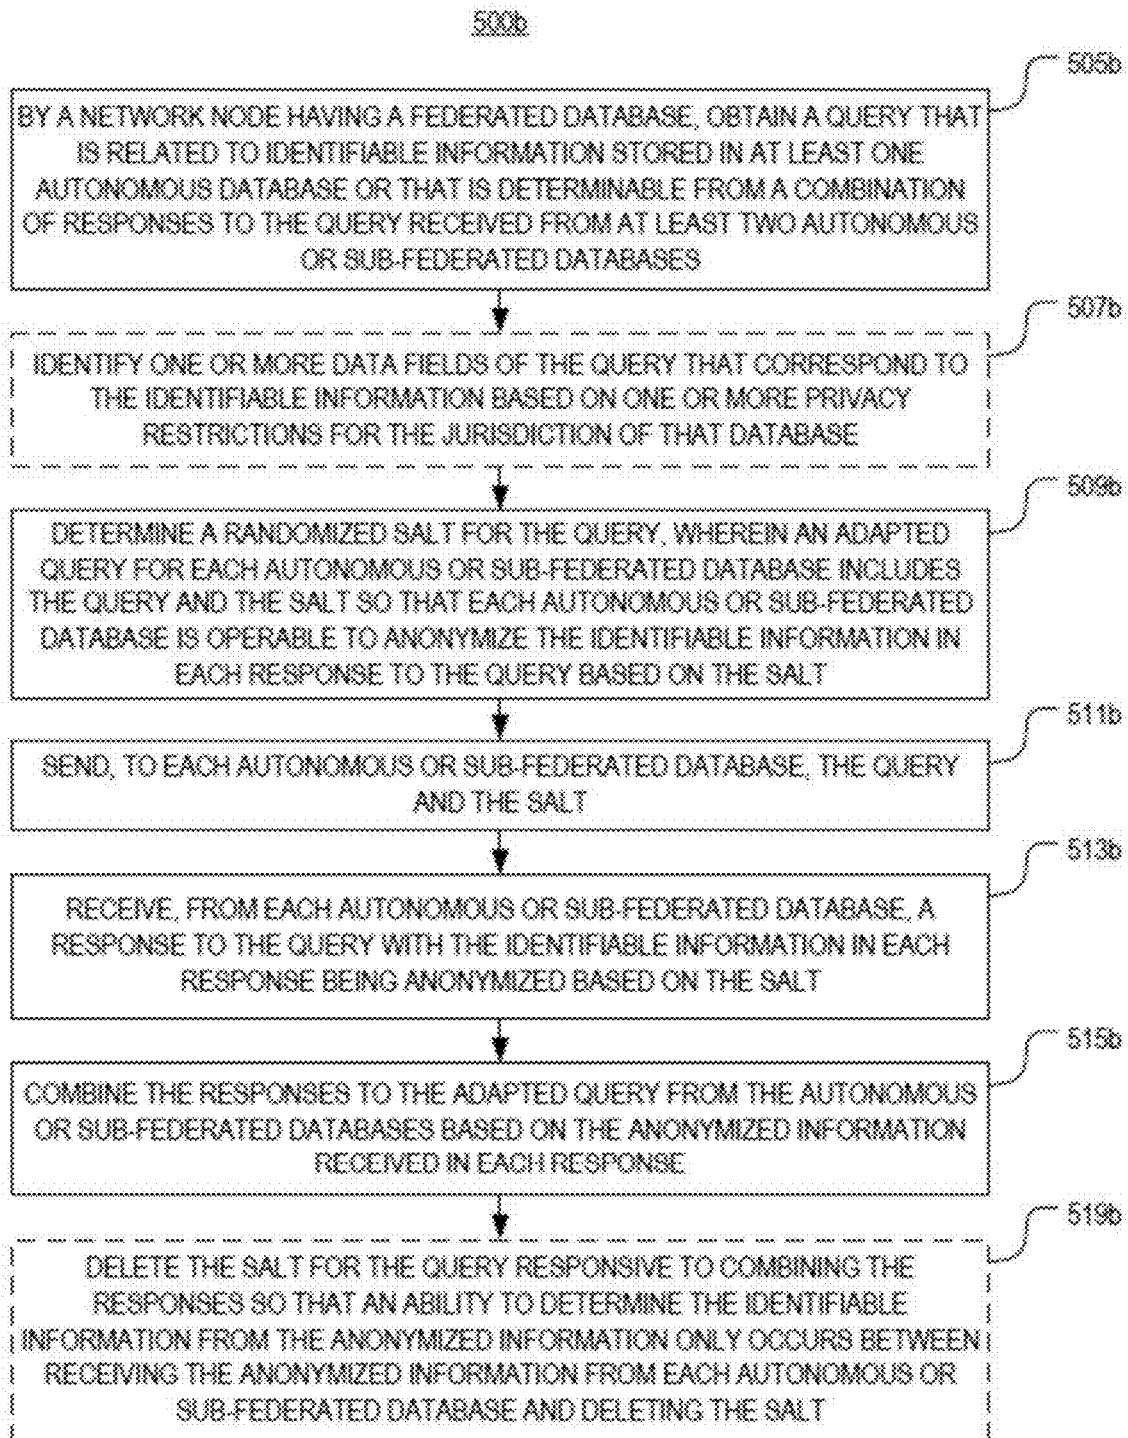 500b
505b
BY A NETWORK NODE HAVING A FEDERATED DATABASE, OBTAIN A QUERY THAT
IS RELATED TO IDENTIFIABLE INFORMATION STORED IN AT LEAST ONE
AUTONOMOUS DATABASE OR THAT IS DETERMINABLE FROM A COMBINATION
OF RESPONSES TO THE QUERY RECEIVED FROM AT LEAST TWO AUTONOMOUS
OR SUB-FEDERATED DATABASES
507b
IDENTIFY ONE OR MORE DATA FIELDS OF THE QUERY THAT CORRESPOND TO
THE IDENTIFIABLE INFORMATION BASED ON ONE OR MORE PRIVACY
RESTRICTIONS FOR THE JURISDICTION OF THAT DATABASE
509b
DETERMINE A RANDOMIZED SALT FOR THE QUERY, WHEREIN AN ADAPTED
QUERY FOR EACH AUTONOMOUS OR SUB-FEDERATED DATABASE INCLUDES
THE QUERY AND THE SALT SO THAT EACH AUTONOMOUS OR SUB-FEDERATED
DATABASE IS OPERABLE TO ANONYMIZE THE IDENTIFIABLE INFORMATION IN
EACH RESPONSE TO THE QUERY BASED ON THE SALT
511b
SEND, TO EACH AUTONOMOUS OR SUB-FEDERATED DATABASE, THE QUERY
AND THE SALT
513b
RECEIVE, FROM EACH AUTONOMOUS OR SUB-FEDERATED DATABASE, A
RESPONSE TO THE QUERY WITH THE IDENTIFIABLE INFORMATION IN EACH
RESPONSE BEING ANONYMIZED BASED ON THE SALT
515b
COMBINE THE RESPONSES TO THE ADAPTED QUERY FROM THE AUTONOMOUS
OR SUB-FEDERATED DATABASES BASED ON THE ANONYMIZED INFORMATION
RECEIVED IN EACH RESPONSE
519b
DELETE THE SALT FOR THE QUERY RESPONSIVE TO COMBINING THE
RESPONSES SO THAT AN ABILITY TO DETERMINE THE IDENTIFIABLE
INFORMATION FROM THE ANONYMIZED INFORMATION ONLY OCCURS BETWEEN
RECEIVING THE ANONYMIZED INFORMATION FROM EACH AUTONOMOUS OR
SUB-FEDERATED DATABASE AND DELETING THE SALT